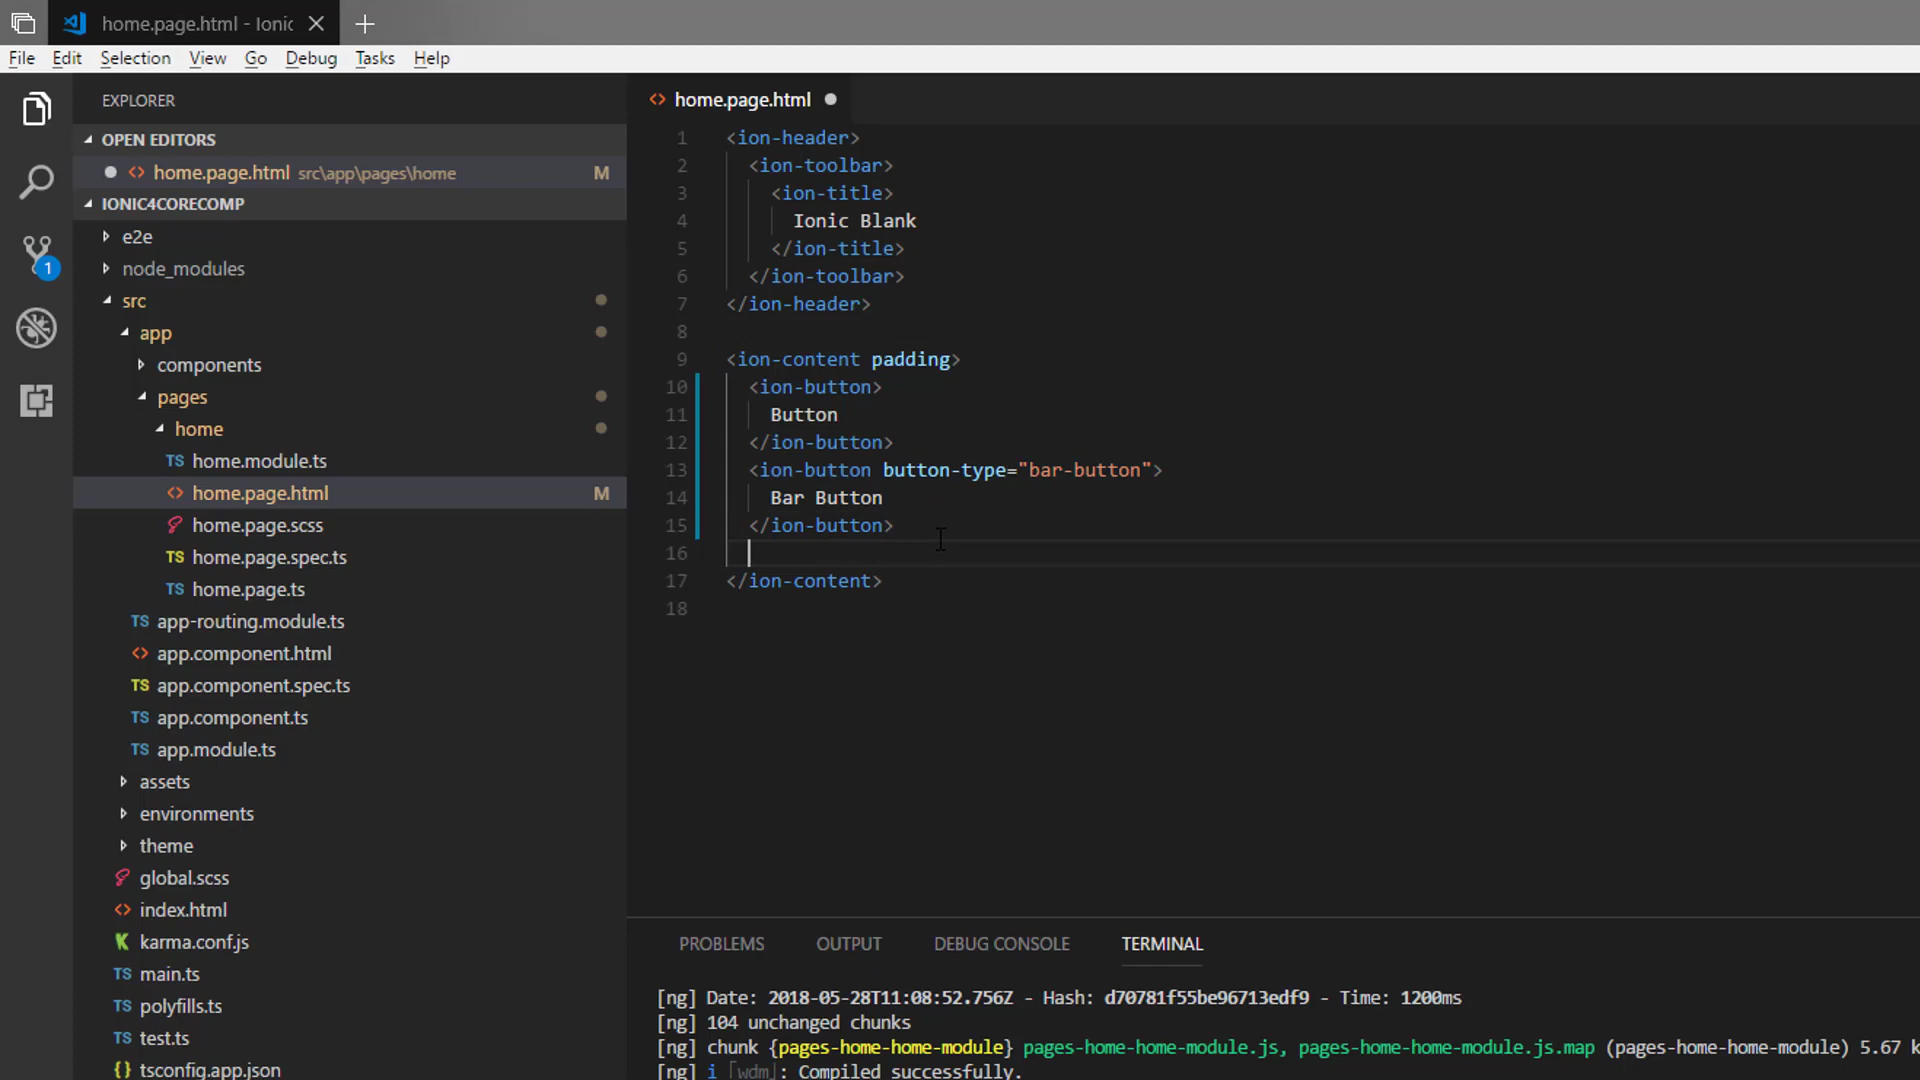 home.page.html - Ionic
File Edit Selection View Go Debug Tasks Help
EXPLORER
OPEN EDITORS
home.page.html src\app\pages\home M
IONIC4CORECOMP
e2e
node_modules
src
app
components
pages
home
TS home.module.ts
<> home.page.html M
home.page.scss
TS home.page.spec.ts
TS home.page.ts
TS app-routing.module.ts
<> app.component.html
TS app.component.spec.ts
TS app.component.ts
TS app.module.ts
assets
environments
theme
global.scss
<> index.html
karma.conf.js
TS main.ts
TS polyfills.ts
TS test.ts
{} tsconfig.app.json
1
<> home.page.html
1 <ion-header>
2 <ion-toolbar>
3 <ion-title>
4 Ionic Blank
5 </ion-title>
6 </ion-toolbar>
7 </ion-header>
8
9 <ion-content padding>
10 <ion-button>
11 Button
12 </ion-button>
13 <ion-button button-type="bar-button">
14 Bar Button
15 </ion-button>
16
17 </ion-content>
18
PROBLEMS OUTPUT DEBUG CONSOLE TERMINAL
[ng] Date: 2018-05-28T11:08:52.756Z - Hash: d70781f55be96713edf9 - Time: 1200ms
[ng] 104 unchanged chunks
[ng] chunk {pages-home-home-module} pages-home-home-module.js, pages-home-home-module.js.map (pages-home-home-module) 5.67 k
[ng] i ｢wdm｣: Compiled successfully.